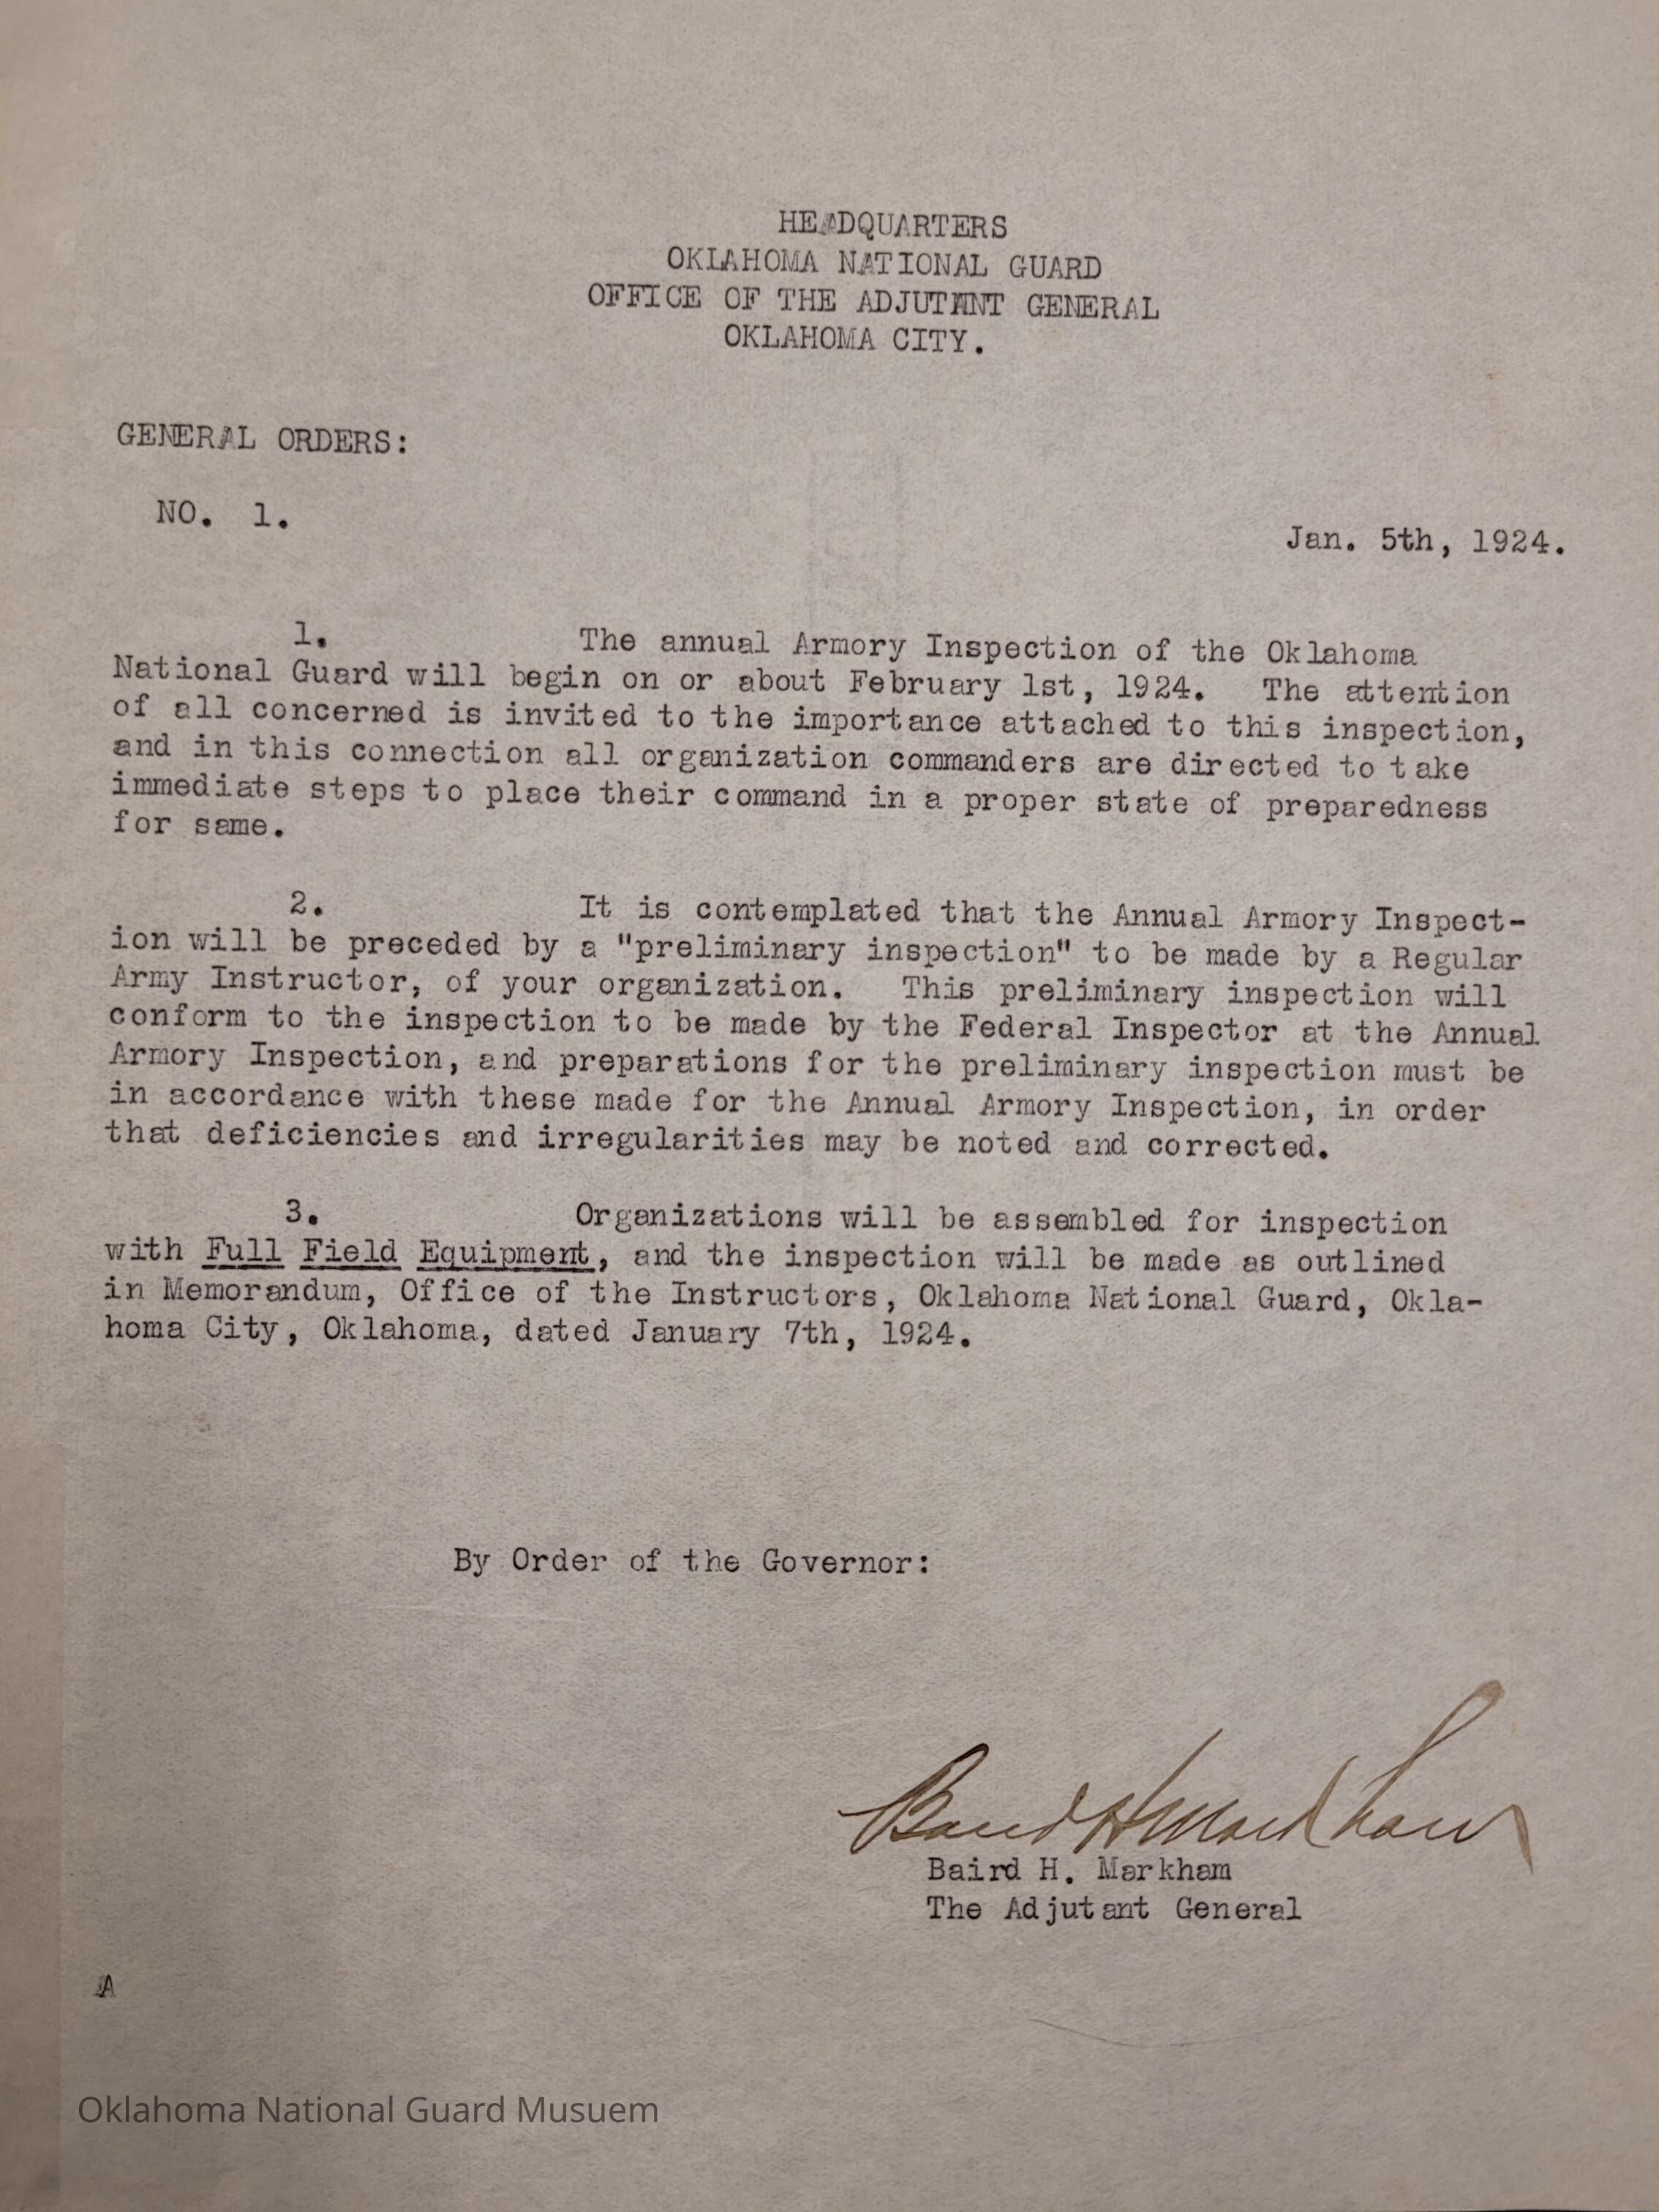 HEADQUARTERS
OKLAHOMA NATIONAL GUARD
OFFICE OF THE ADJUTANT GENERAL
OKLAHOMA CITY.
GENERAL ORDERS:
NO. 1.
Jan. 5th, 1924.
1. The annual Armory Inspection of the Oklahoma
National Guard will begin on or about February 1st, 1924. The attention
of all concerned is invited to the importance attached to this inspection,
and in this connection all organization commanders are directed to take
immediate steps to place their command in a proper state of preparedness
for same.
2. It is contemplated that the Annual Armory Inspect-
ion will be preceded by a "preliminary inspection" to be made by a Regular
Army Instructor, of your organization. This preliminary inspection will
conform to the inspection to be made by the Federal Inspector at the Annual
Armory Inspection, and preparations for the preliminary inspection must be
in accordance with these made for the Annual Armory Inspection, in order
that deficiencies and irregularities may be noted and corrected.
3. Organizations will be assembled for inspection
with Full Field Equipment, and the inspection will be made as outlined
in Memorandum, Office of the Instructors, Oklahoma National Guard, Okla-
homa City, Oklahoma, dated January 7th, 1924.
By Order of the Governor:
Baird H Markham
Baird H. Markham
The Adjutant General
A
Oklahoma National Guard Musuem